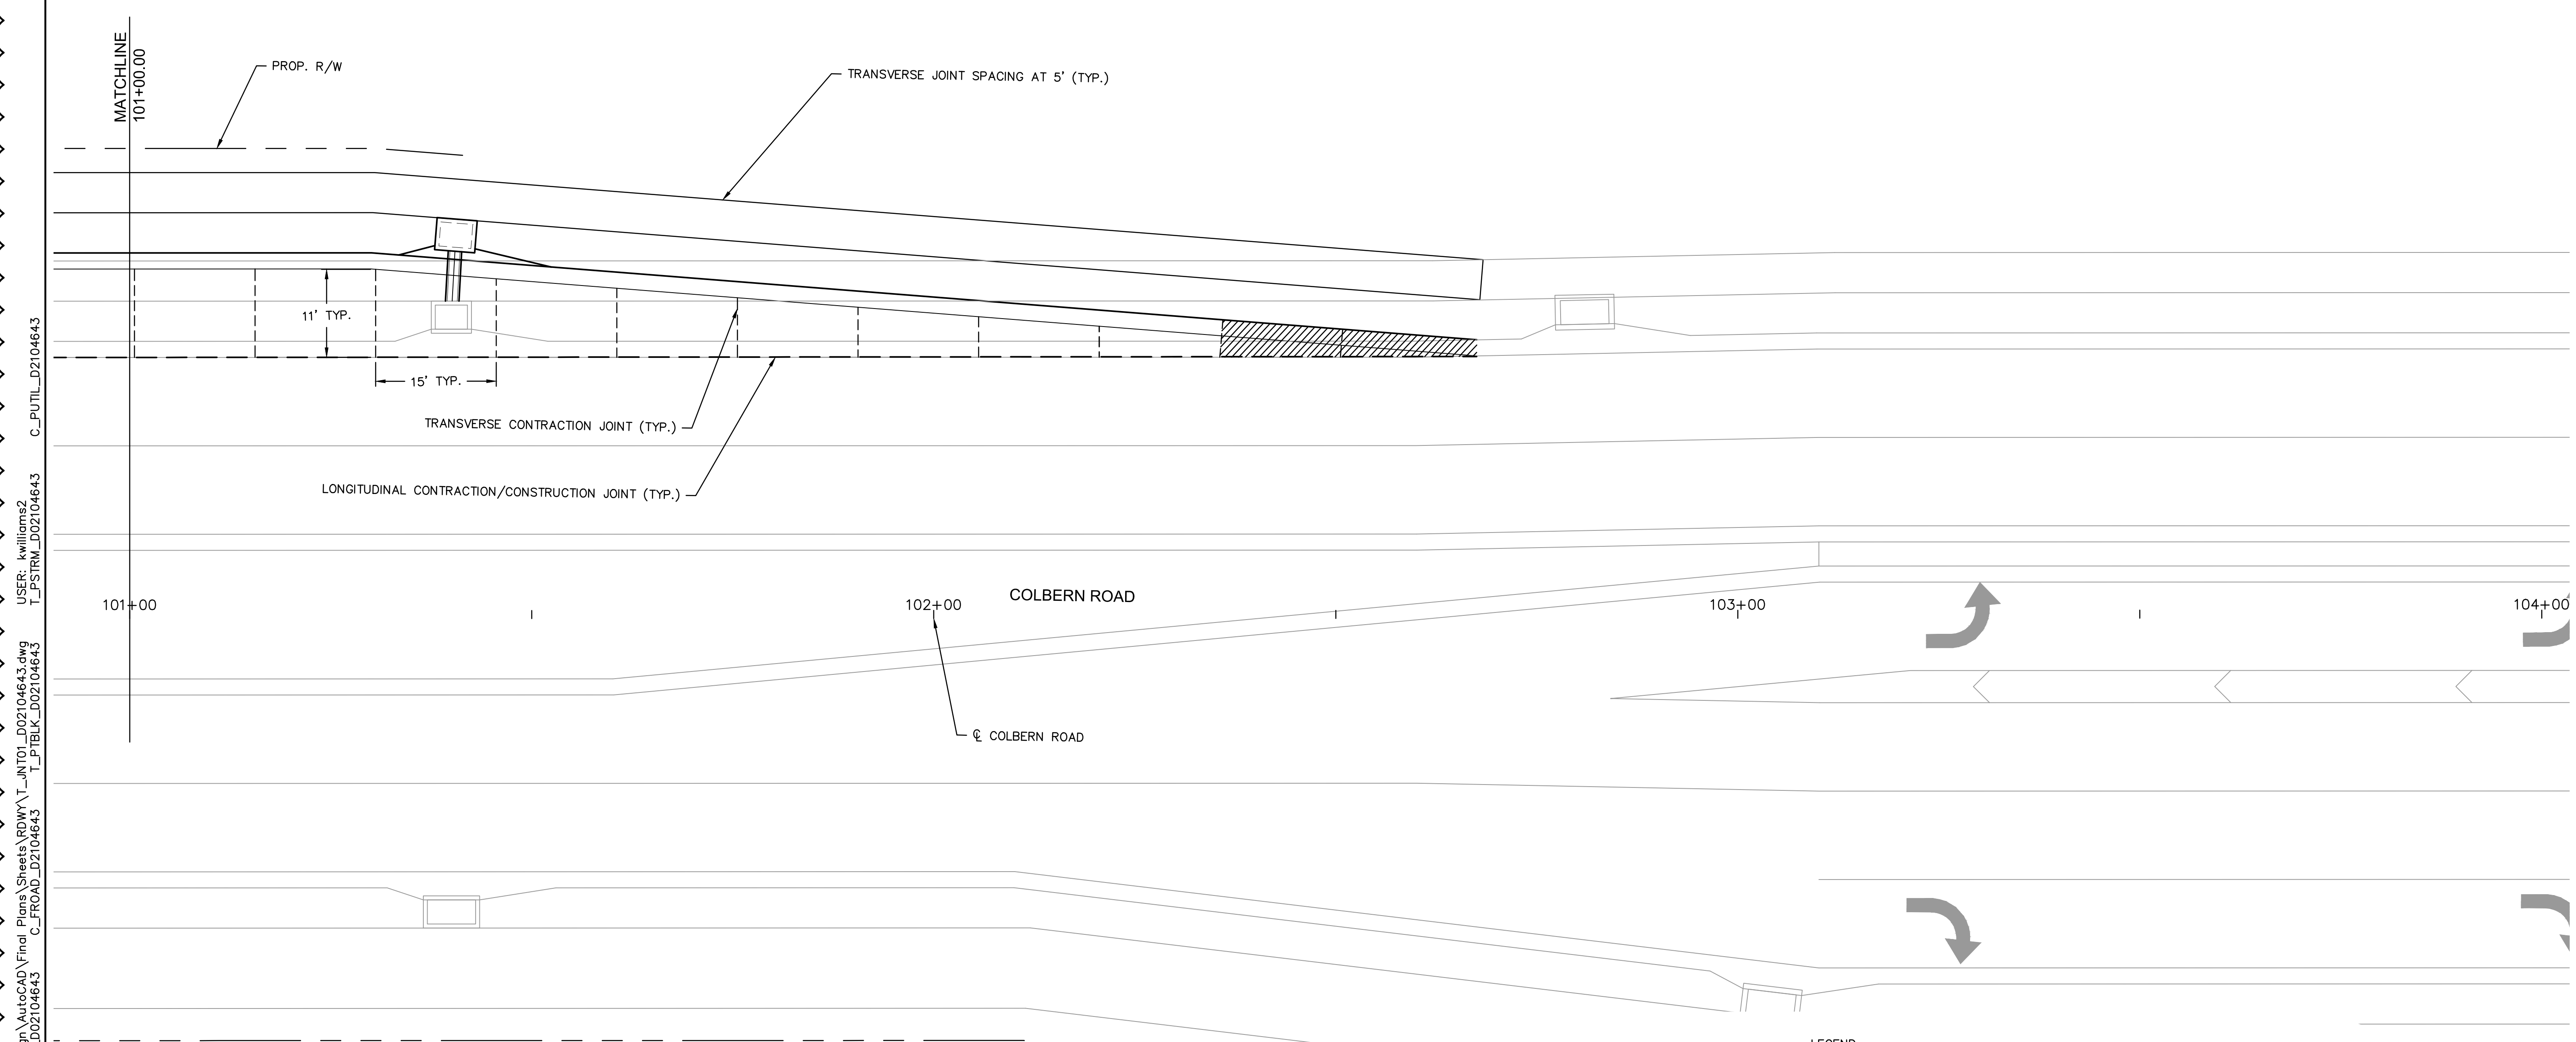 MATCHLINE
101+00.00
PROP. R/W
TRANSVERSE JOINT SPACING AT 5' (TYP.)
11' TYP.
15' TYP.
TRANSVERSE CONTRACTION JOINT (TYP.)
LONGITUDINAL CONTRACTION/CONSTRUCTION JOINT (TYP.)
COLBERN ROAD
101+00
102+00
103+00
104+00
℄ COLBERN ROAD
C_PUTIL_D2104643
USER: kwilliams2
T_PSTRM_D02104643
gn\AutoCAD\Final Plans\Sheets\RDWY\T_JNT01_D02104643.dwg
T_PTBLK_D02104643
C_FROAD_D2104643
_D02104643
LEGEND